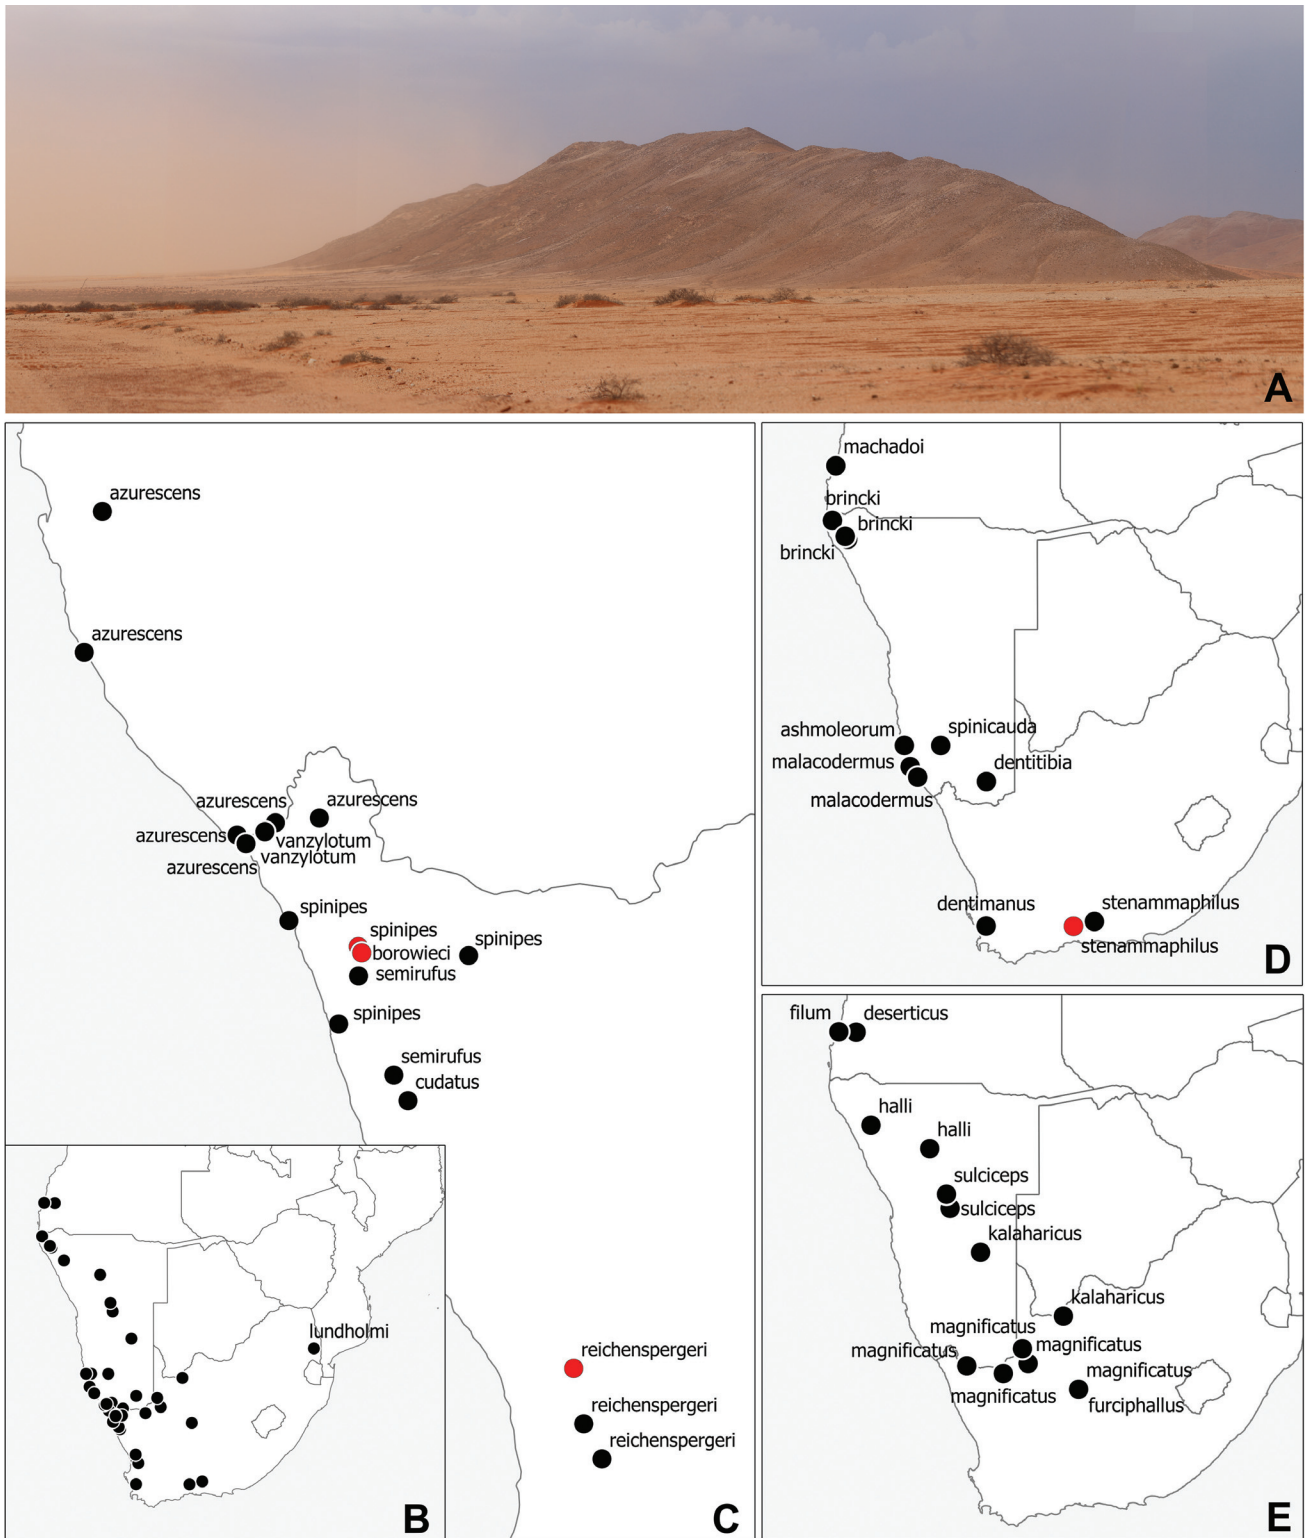 A
azurescens
azurescens
azurescens
azurescens
azurescens
vanzylotum
vanzylotum
azurescens
spinipes
spinipes
spinipes
borowieci
semirufus
spinipes
semirufus
cudatus
reichenspergeri
reichenspergeri
reichenspergeri
C
lundholmi
B
machadoi
brincki
brincki
brincki
ashmoleorum
spinicauda
malacodermus
dentitibia
malacodermus
dentimanus
stenammaphilus
stenammaphilus
D
filum
deserticus
halli
halli
sulciceps
sulciceps
kalaharicus
kalaharicus
magnificatus
magnificatus
magnificatus
magnificatus
magnificatus
furciphallus
E